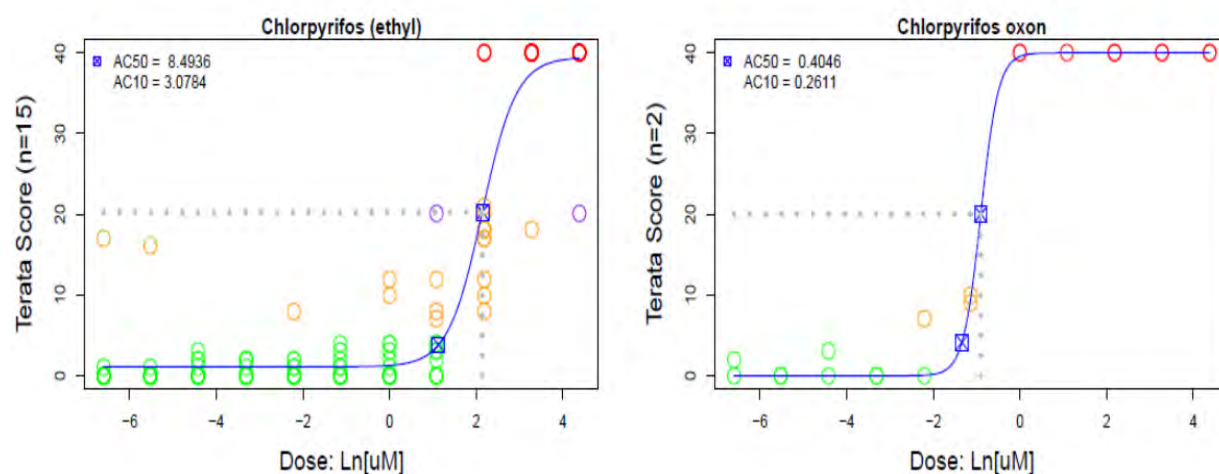 Chlorpyrifos (ethyl)
AC50 = 8.4936
AC10 = 3.0784
Terata Score (n=15)
40
30
20
10
0
−6 −4 −2 0 2 4
Dose: Ln[uM]
Chlorpyrifos oxon
AC50 = 0.4046
AC10 = 0.2611
Terata Score (n=2)
40
30
20
10
0
−6 −4 −2 0 2 4
Dose: Ln[uM]